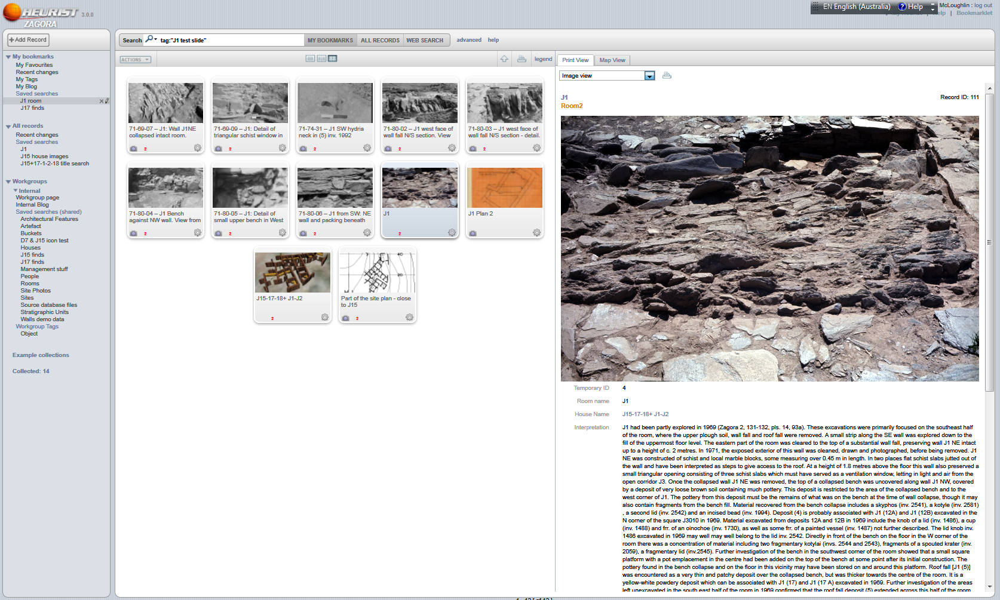 HEURIST 3.0.0
ZAGORA
EN English (Australia) Help
McLoughlin : log out
Help | Bookmarklet
Add Record
My bookmarks
My Favourites
Recent changes
My Tags
My Blog
Saved searches
J1 room
J17 finds
All records
Recent changes
Saved searches
J1
J15 house images
J15+17-1-2-18 title search
Workgroups
Internal
Workgroup page
Internal Blog
Saved searches (shared)
Architectural Features
Artefact
Buckets
D7 & J15 icon test
Houses
J15 finds
J17 finds
Management stuff
People
Rooms
Site Photos
Sites
Source database files
Stratigraphic Units
Walls demo data
Workgroup Tags
Object
Example collections
Collected: 14
Search tag:"J1 test slide" MY BOOKMARKS ALL RECORDS WEB SEARCH advanced help
ACTIONS legend
71-69-07 – J1: Wall J1NE
collapsed intact room.
2
71-69-09 – J1: Detail of
triangular schist window in
2
71-74-31 – J1 SW hydria
neck in (5) inv. 1992
2
71-80-02 – J1 west face of
wall fall N/S section. View
2
71-80-03 – J1 west face of
wall fall N/S section - detail.
2
71-80-04 – J1 Bench
against NW wall. View from
2
71-80-05 – J1: Detail of
small upper bench in West
2
71-80-06 – J1 from SW: NE
wall and packing beneath
2
J1
2
J1 Plan 2
J15-17-18+ J1-J2
2
Part of the site plan - close
to J15
2
Print View Map View
Image view
J1 Record ID: 111
Room2
Temporary ID 4
Room name J1
House Name J15-17-18+ J1-J2
Interpretation J1 had been partly explored in 1969 (Zagora 2, 131-132, pls. 14, 93a). These excavations were primarily focused on the southeast half
of the room, where the upper plough soil, wall fall and roof fall were removed. A small strip along the SE wall was explored down to the
fill of the uppermost floor level. The eastern part of the room was cleared to the top of a substantial wall fall, preserving wall J1 NE intact
up to a height of c. 2 metres. In 1971, the exposed exterior of this wall was cleaned, drawn and photographed, before being removed. J1
NE was constructed of schist and local marble blocks, some measuring over 0.45 m in length. In two places flat schist slabs jutted out of
the wall and have been interpreted as steps to give access to the roof. At a height of 1.8 metres above the floor this wall also preserved a
small triangular opening consisting of three schist slabs which must have served as a ventilation window, letting in light and air from the
open corridor J3. Once the collapsed wall J1 NE was removed, the top of a collapsed bench was uncovered along wall J1 NW, covered
by a deposit of very loose brown soil containing much pottery. This deposit is restricted to the area of the collapsed bench and to the
west corner of J1. The pottery from this deposit must be the remains of what was on the bench at the time of wall collapse, though it may
also contain fragments from the bench fill. Material recovered from the bench collapse includes a skyphos (inv. 2541), a kotyle (inv. 2581)
, a second lid (inv. 2542) and an incised bead (inv. 1994). Deposit (4) is probably associated with J1 (12A) and J1 (12B) excavated in the
N corner of the square J3010 in 1969. Material excavated from deposits 12A and 12B in 1969 include the knob of a lid (inv. 1486), a cup
(inv. 1488) and frr. of an oinochoe (inv. 1730), as well as some frr. of a painted vessel (inv. 1487) not further described. The lid knob inv.
1486 excavated in 1969 may well may well belong to the lid inv. 2542. Directly in front of the bench on the floor in the W corner of the
room there was a concentration of material including two fragmentary kotylai (invs. 2544 and 2543), fragments of a spouted krater (inv.
2059), a fragmentary lid (inv.2545). Further investigation of the bench in the southwest corner of the room showed that a small square
platform with a pot emplacement in the centre had been added on the top of the bench at some point after its initial construction. The
pottery found in the bench collapse and on the floor in this vicinity may have been stored on and around this platform. Roof fall [J1 (5)]
was encountered as a very thin and patchy deposit over the collapsed bench, but was thicker towards the centre of the room. It is a
yellow-white powdery deposit which can be associated with J1 (17) and J1 (17 A) excavated in 1969. Further investigation of the areas
left unexcavated in the south east half of the room in 1969 confirmed that the roof fall deposit (5) extended across this half of the room